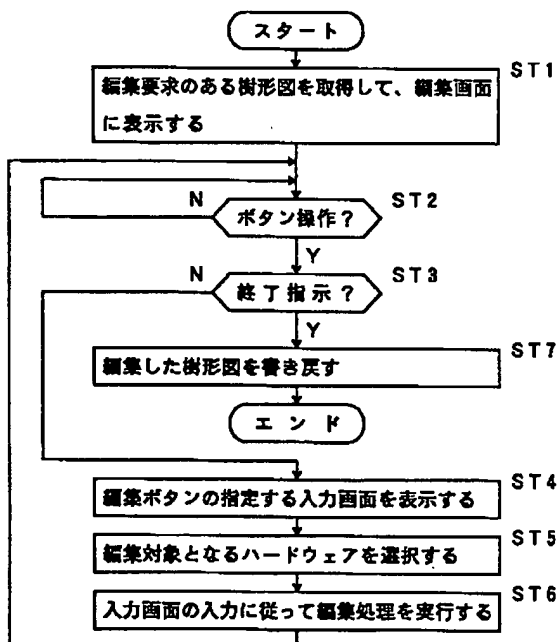 スタート
ST1
編集要求のある樹形図を取得して、編集画面
に表示する
N
ボタン操作?
ST2
Y
N
終了指示?
ST3
Y
ST7
編集した樹形図を書き戻す
エンド
ST4
編集ボタンの指定する入力画面を表示する
ST5
編集対象となるハードウェアを選択する
ST6
入力画面の入力に従って編集処理を実行する